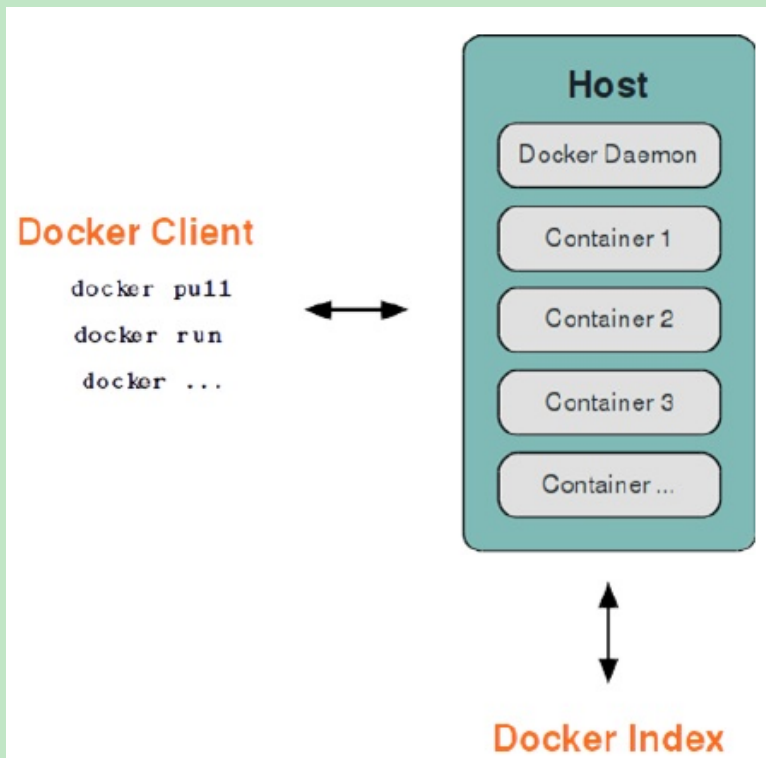 Host
Docker Daemon
Container 1
Container 2
Container 3
Container ...
Docker Client
docker pull
docker run
docker ...
Docker Index